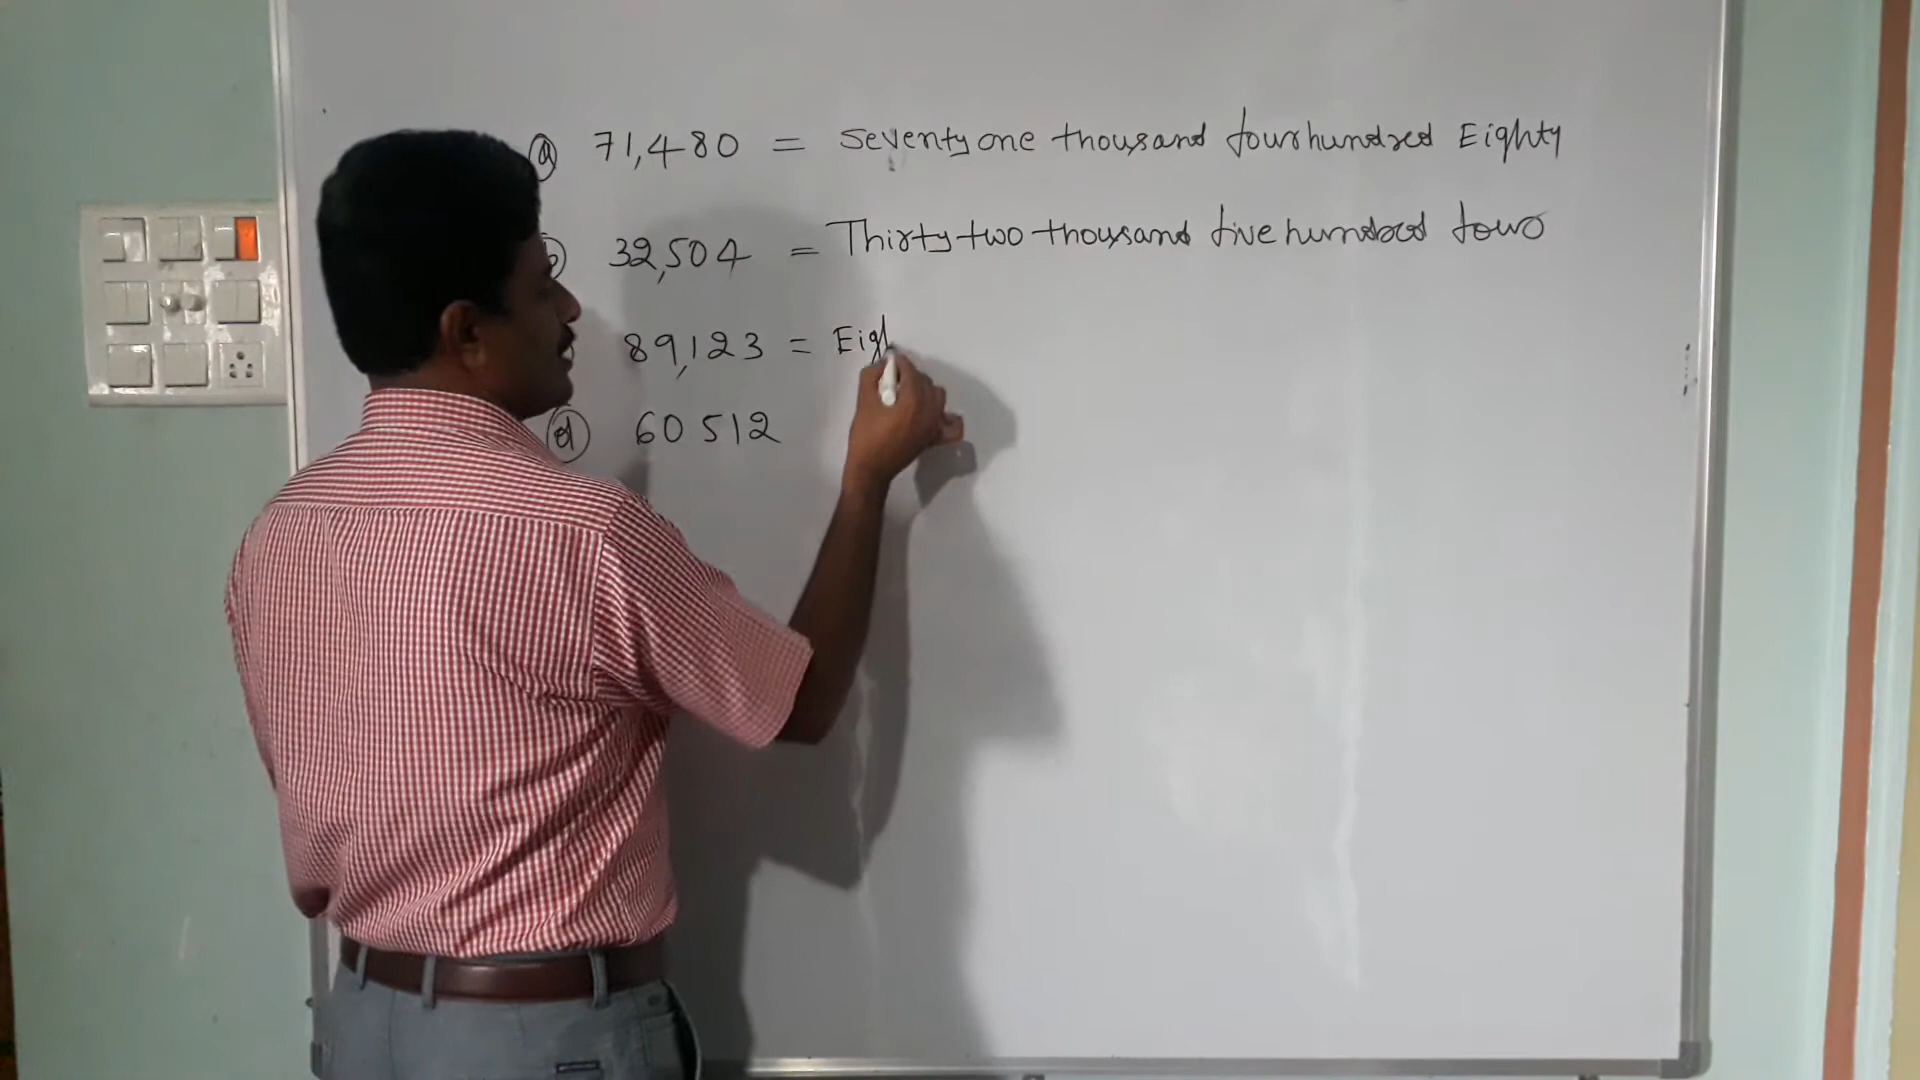 a 71,480 = Seventy one thousand four hundred Eighty
b 32,504 = Thirty two thousand five hundred four
89,123 = Eigh
d 60 512